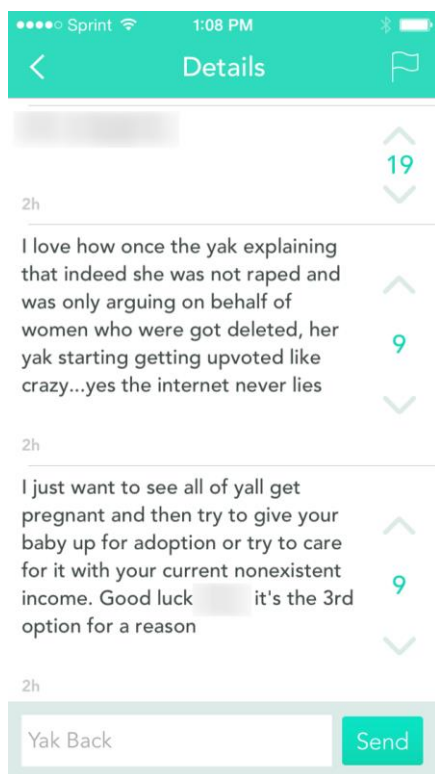 Sprint 1:08 PM
Details
19
2h
I love how once the yak explaining
that indeed she was not raped and
was only arguing on behalf of
women who were got deleted, her
yak starting getting upvoted like
crazy...yes the internet never lies
9
2h
I just want to see all of yall get
pregnant and then try to give your
baby up for adoption or try to care
for it with your current nonexistent
income. Good luck it's the 3rd
option for a reason
9
2h
Yak Back
Send